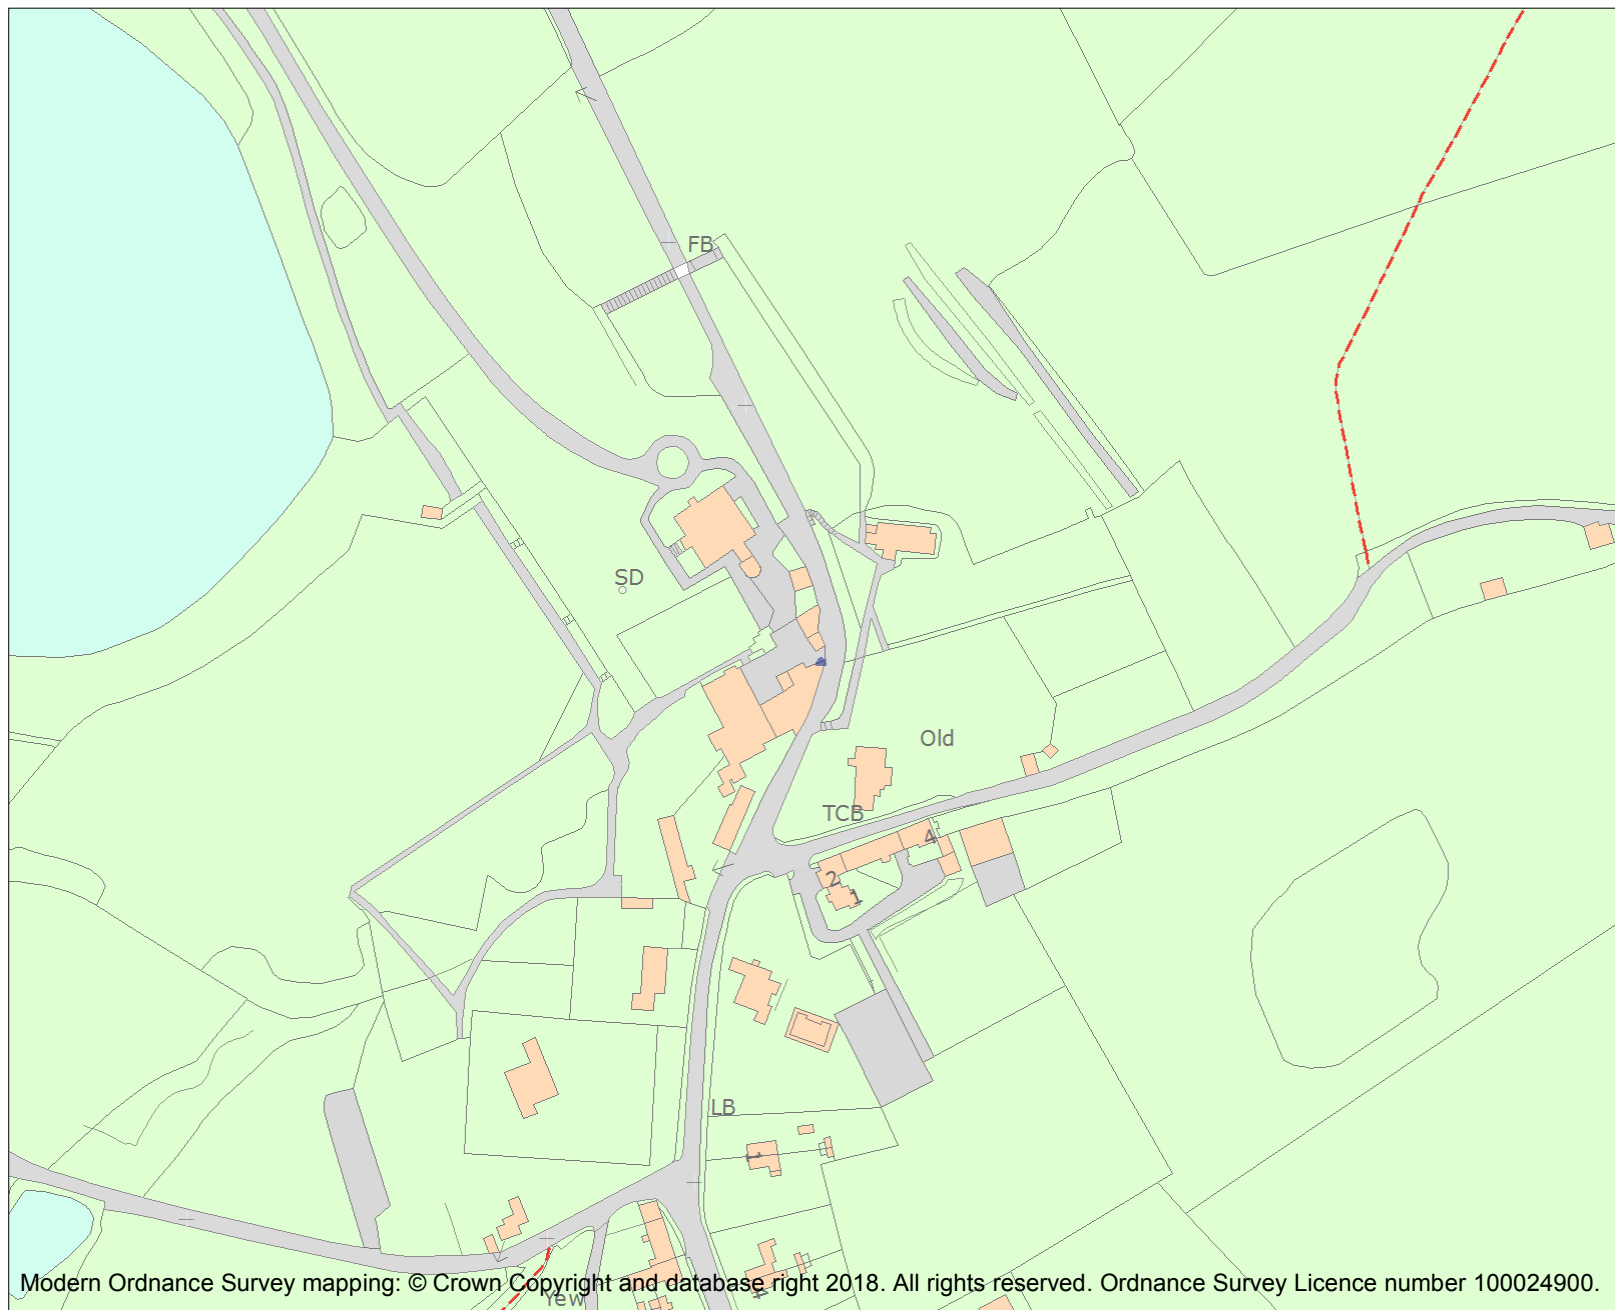 FB
SD
Old
TCB
4
2
1
LB
1
4
Modern Ordnance Survey mapping: © Crown Copyright and database right 2018. All rights reserved. Ordnance Survey Licence number 100024900.
Yew